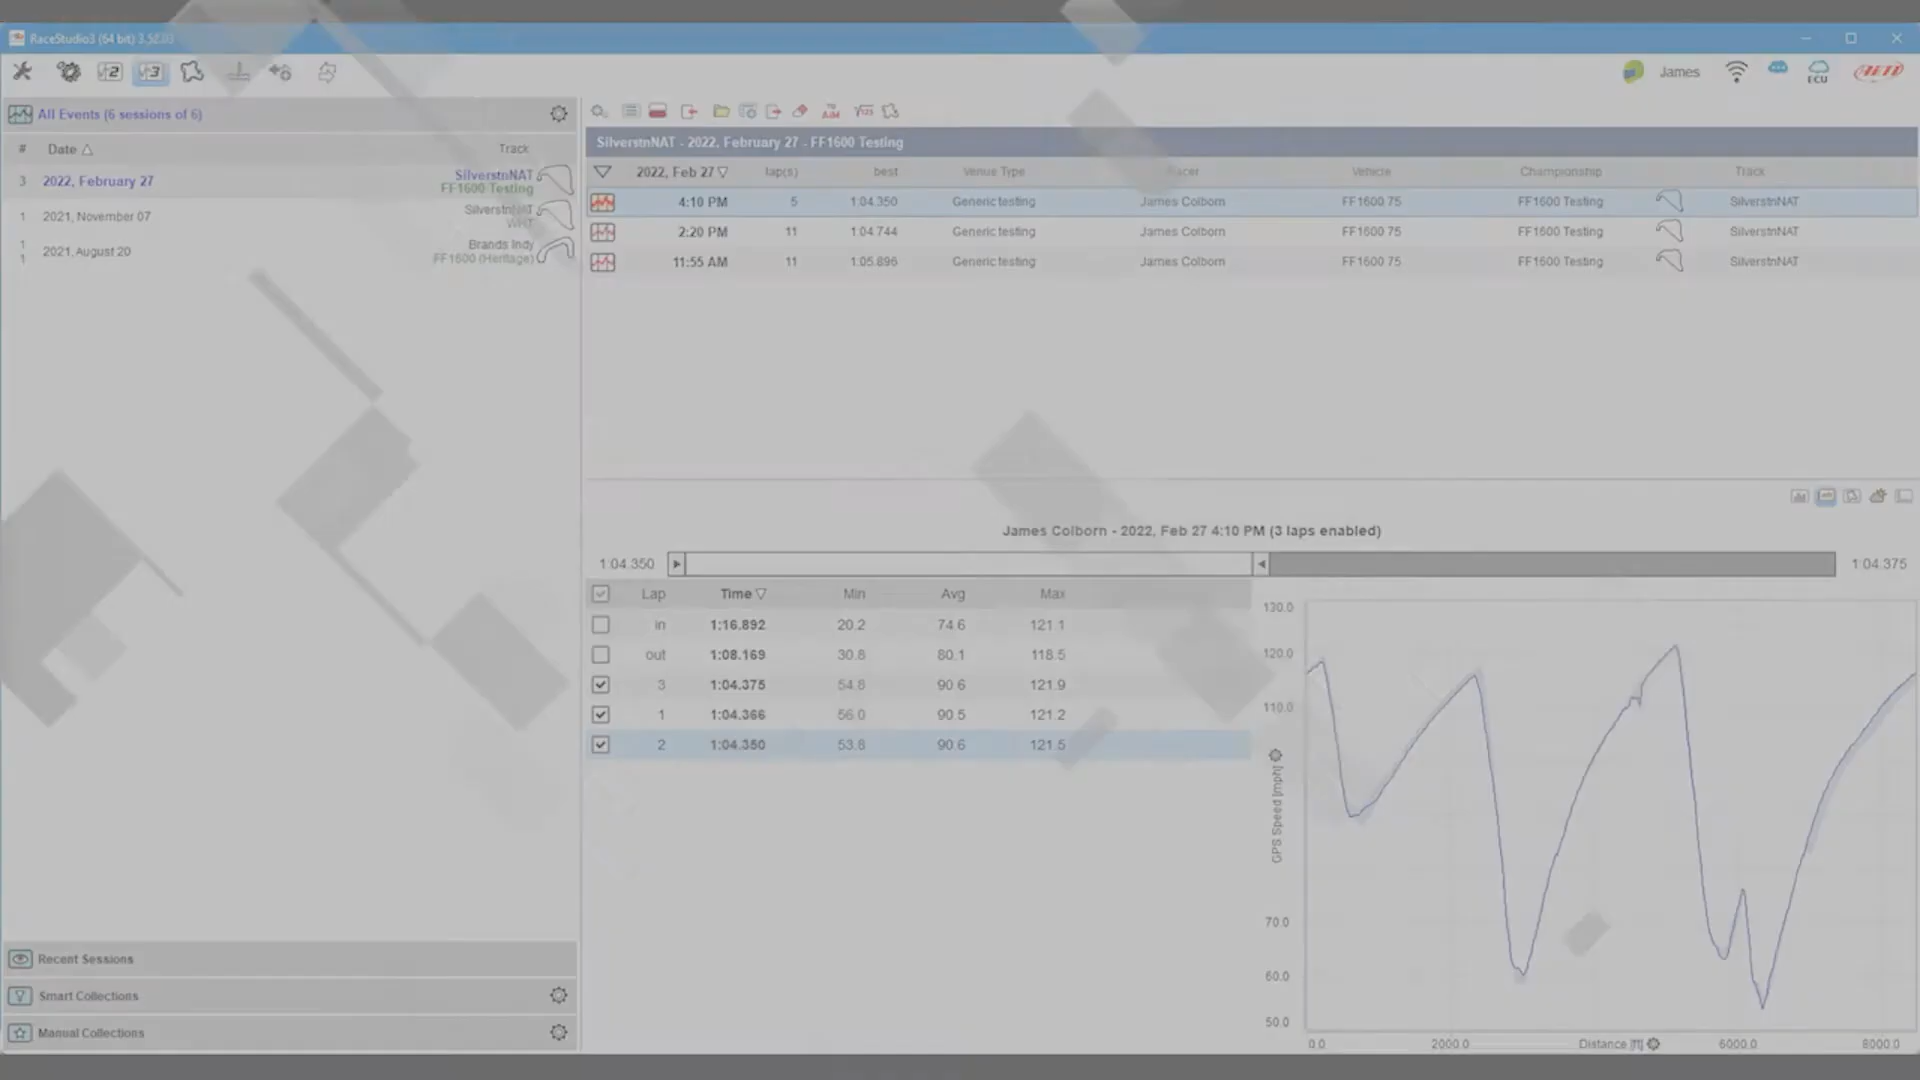 RaceStudio3 (64 bit) 3.52.03
2 3 James ECU AiM
All Events (6 sessions of 6)
# Date Track
3 2022, February 27 SilverstnNAT
FF1600 Testing
1 2021, November 07 SilverstnNAT
WHT
1 2021, August 20 Brands Indy
1 FF1600 (Heritage)
Recent Sessions
Smart Collections
Manual Collections
SilverstnNAT - 2022, February 27 - FF1600 Testing
2022, Feb 27 lap(s) best Venue Type Racer Vehicle Championship Track
4:10 PM 5 1:04.350 Generic testing James Colborn FF1600 75 FF1600 Testing SilverstnNAT
2:20 PM 11 1:04.744 Generic testing James Colborn FF1600 75 FF1600 Testing SilverstnNAT
11:55 AM 11 1:05.896 Generic testing James Colborn FF1600 75 FF1600 Testing SilverstnNAT
James Colborn - 2022, Feb 27 4:10 PM (3 laps enabled)
1:04.350 1:04.375
Lap Time Min Avg Max
in 1:16.892 20.2 74.6 121.1
out 1:08.169 30.8 80.1 118.5
3 1:04.375 54.8 90.6 121.9
1 1:04.366 56.0 90.5 121.2
2 1:04.350 53.8 90.6 121.5
130.0
120.0
110.0
GPS Speed [mph]
70.0
60.0
50.0
0.0 2000.0 Distance [ft] 6000.0 8000.0